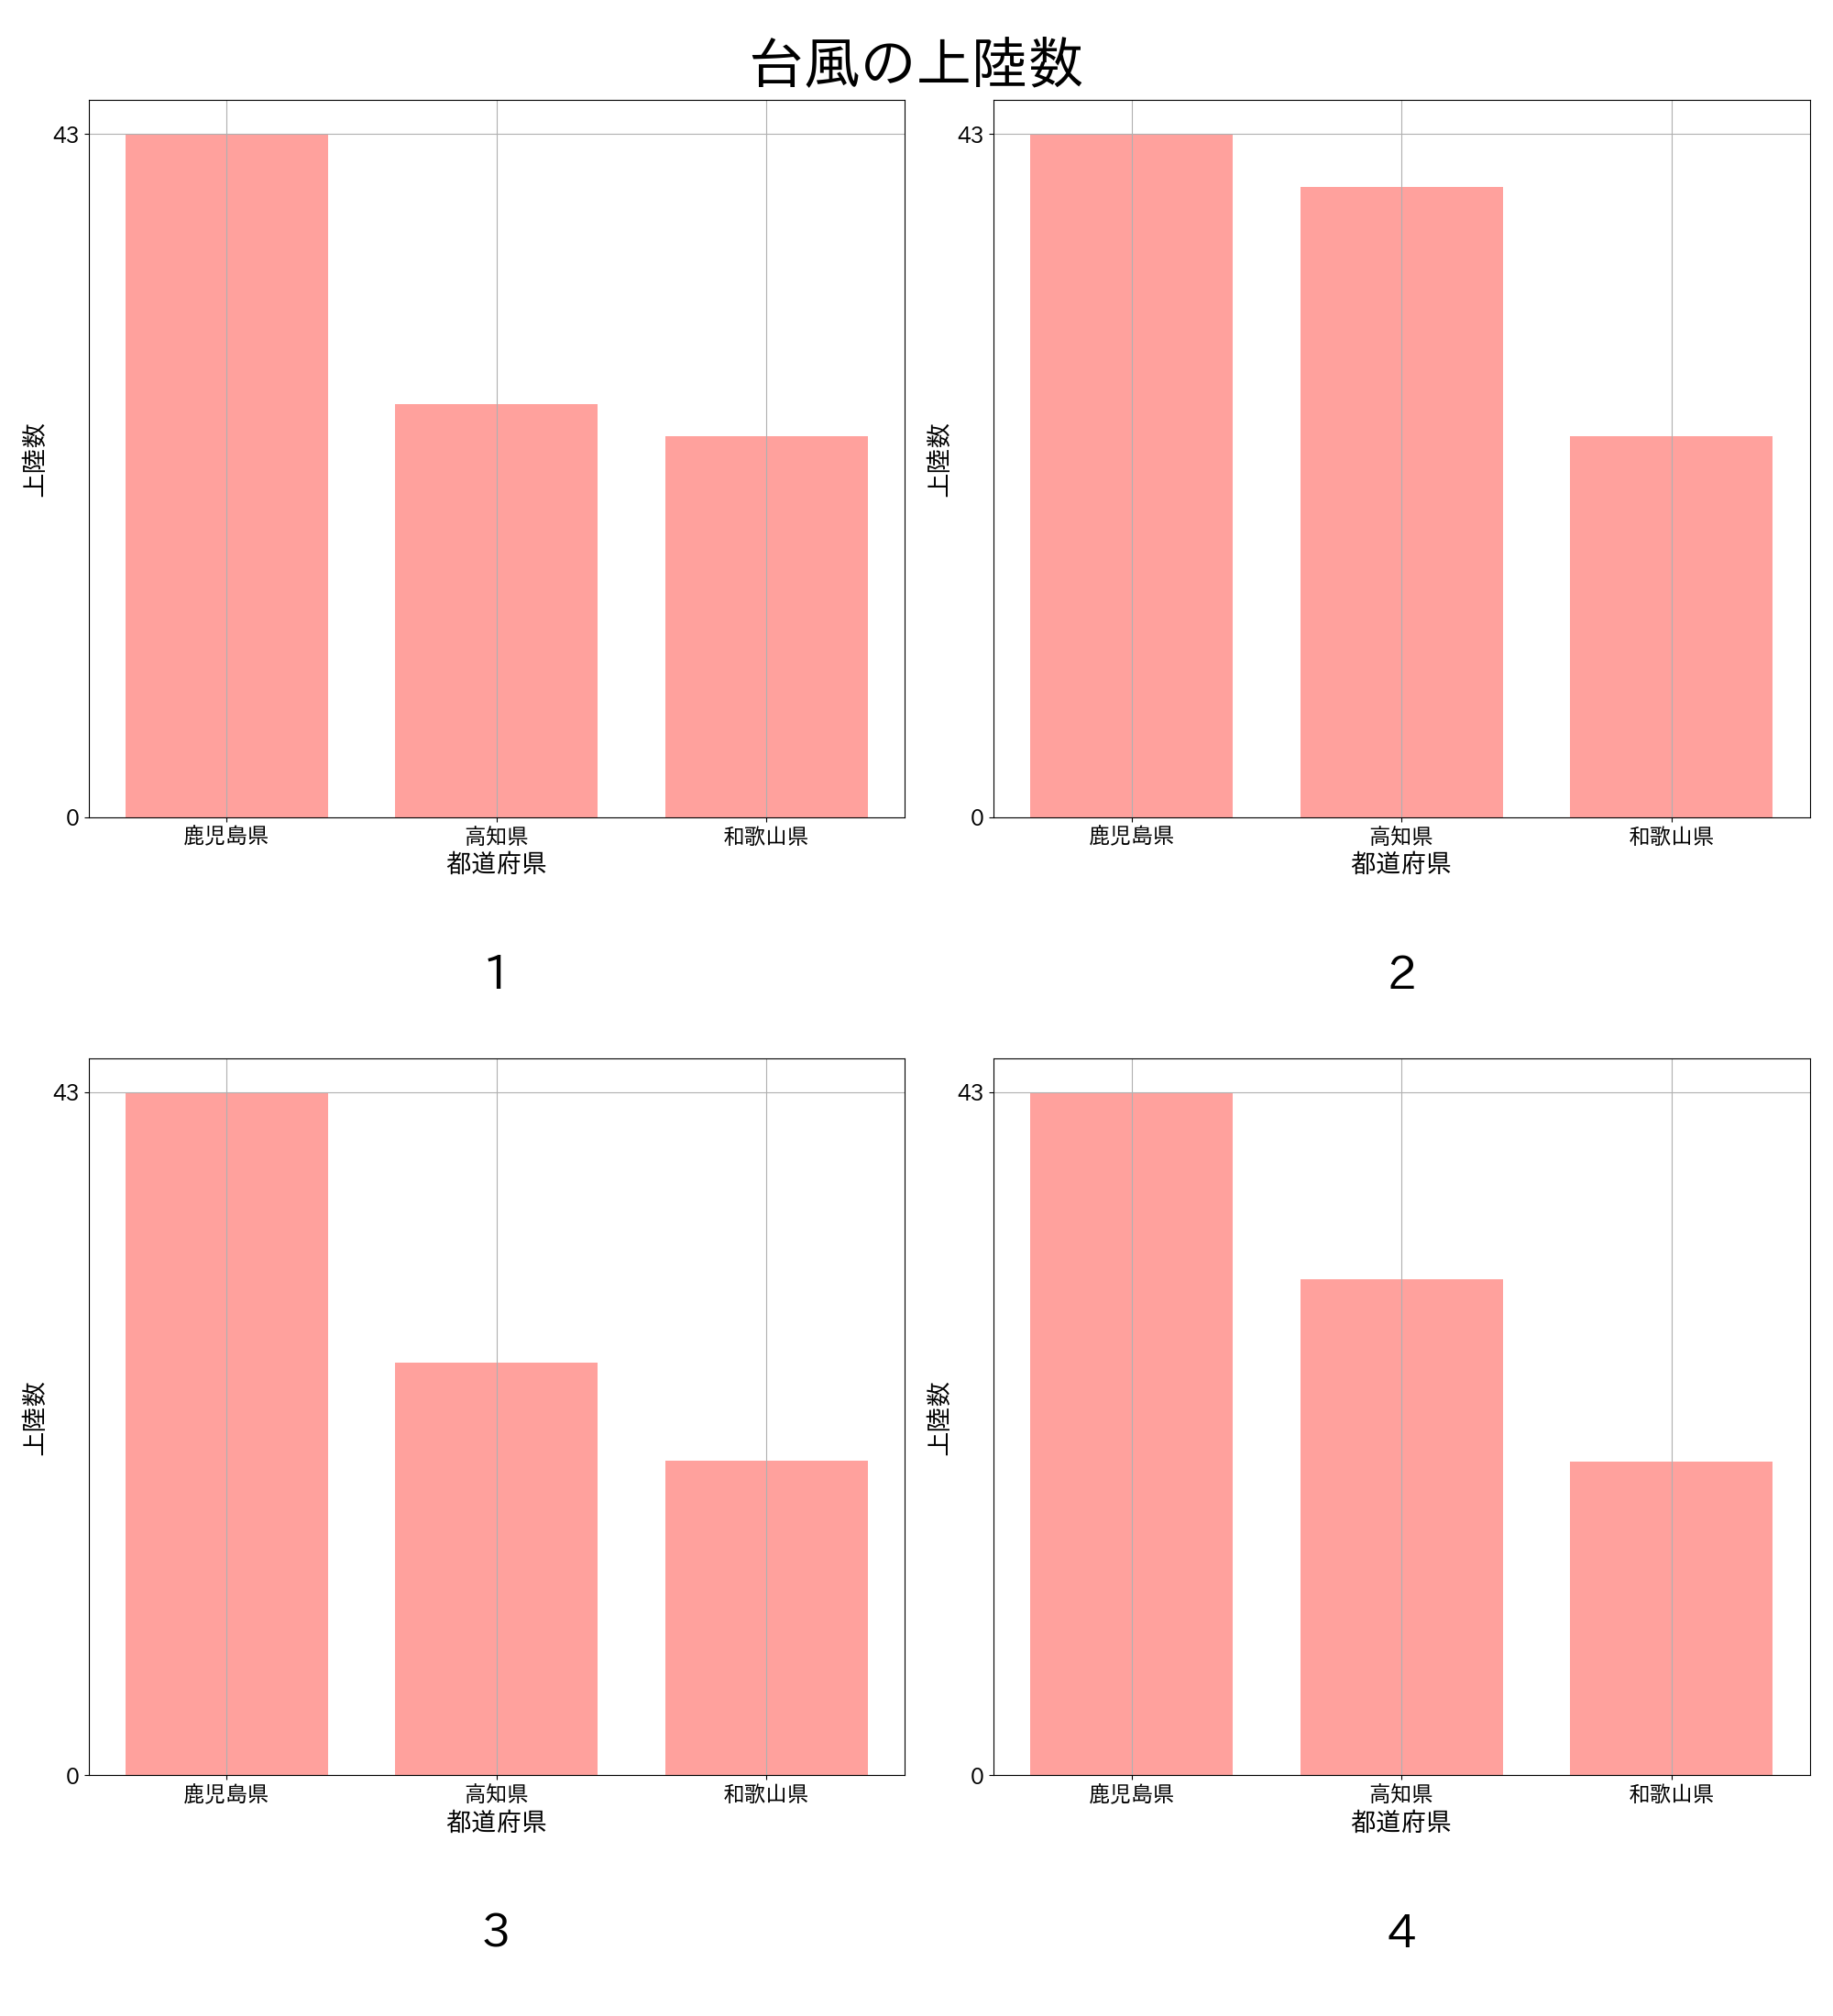 台風の上陸数
43
上陸数
0
鹿児島県 高知県 和歌山県
都道府県
1
43
上陸数
0
鹿児島県 高知県 和歌山県
都道府県
2
43
上陸数
0
鹿児島県 高知県 和歌山県
都道府県
3
43
上陸数
0
鹿児島県 高知県 和歌山県
都道府県
4